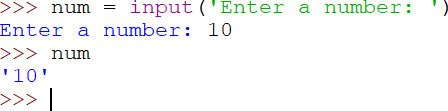 >>> num = input('Enter a number: ')
Enter a number: 10
>>> num
'10'
>>>